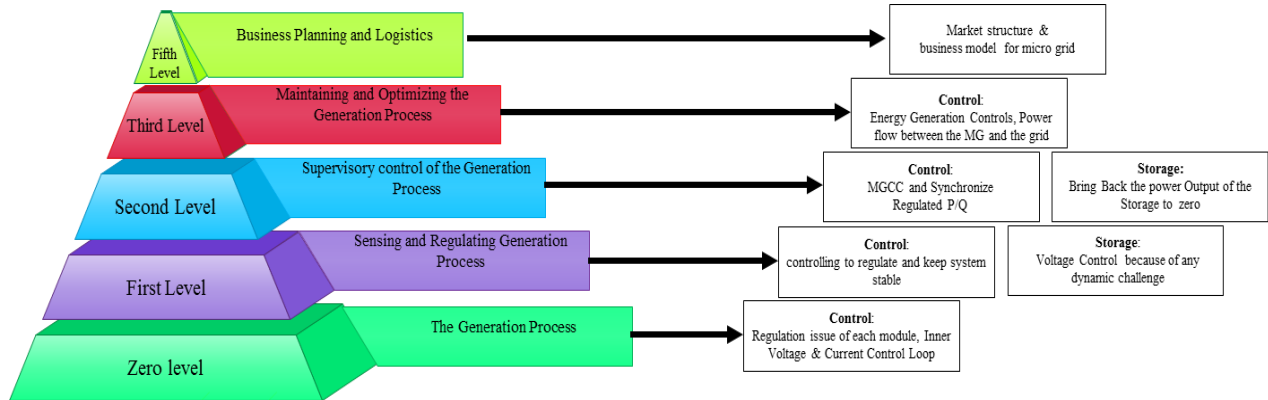 Fifth
Level
Business Planning and Logistics
Market structure &
business model for micro grid
Third Level
Maintaining and Optimizing the
Generation Process
Control:
Energy Generation Controls, Power
flow between the MG and the grid
Second Level
Supervisory control of the Generation
Process
Control:
MGCC and Synchronize
Regulated P/Q
Storage:
Bring Back the power Output of the
Storage to zero
First Level
Sensing and Regulating Generation
Process
Control:
controlling to regulate and keep system
stable
Storage:
Voltage Control because of any
dynamic challenge
Zero level
The Generation Process
Control:
Regulation issue of each module, Inner
Voltage & Current Control Loop